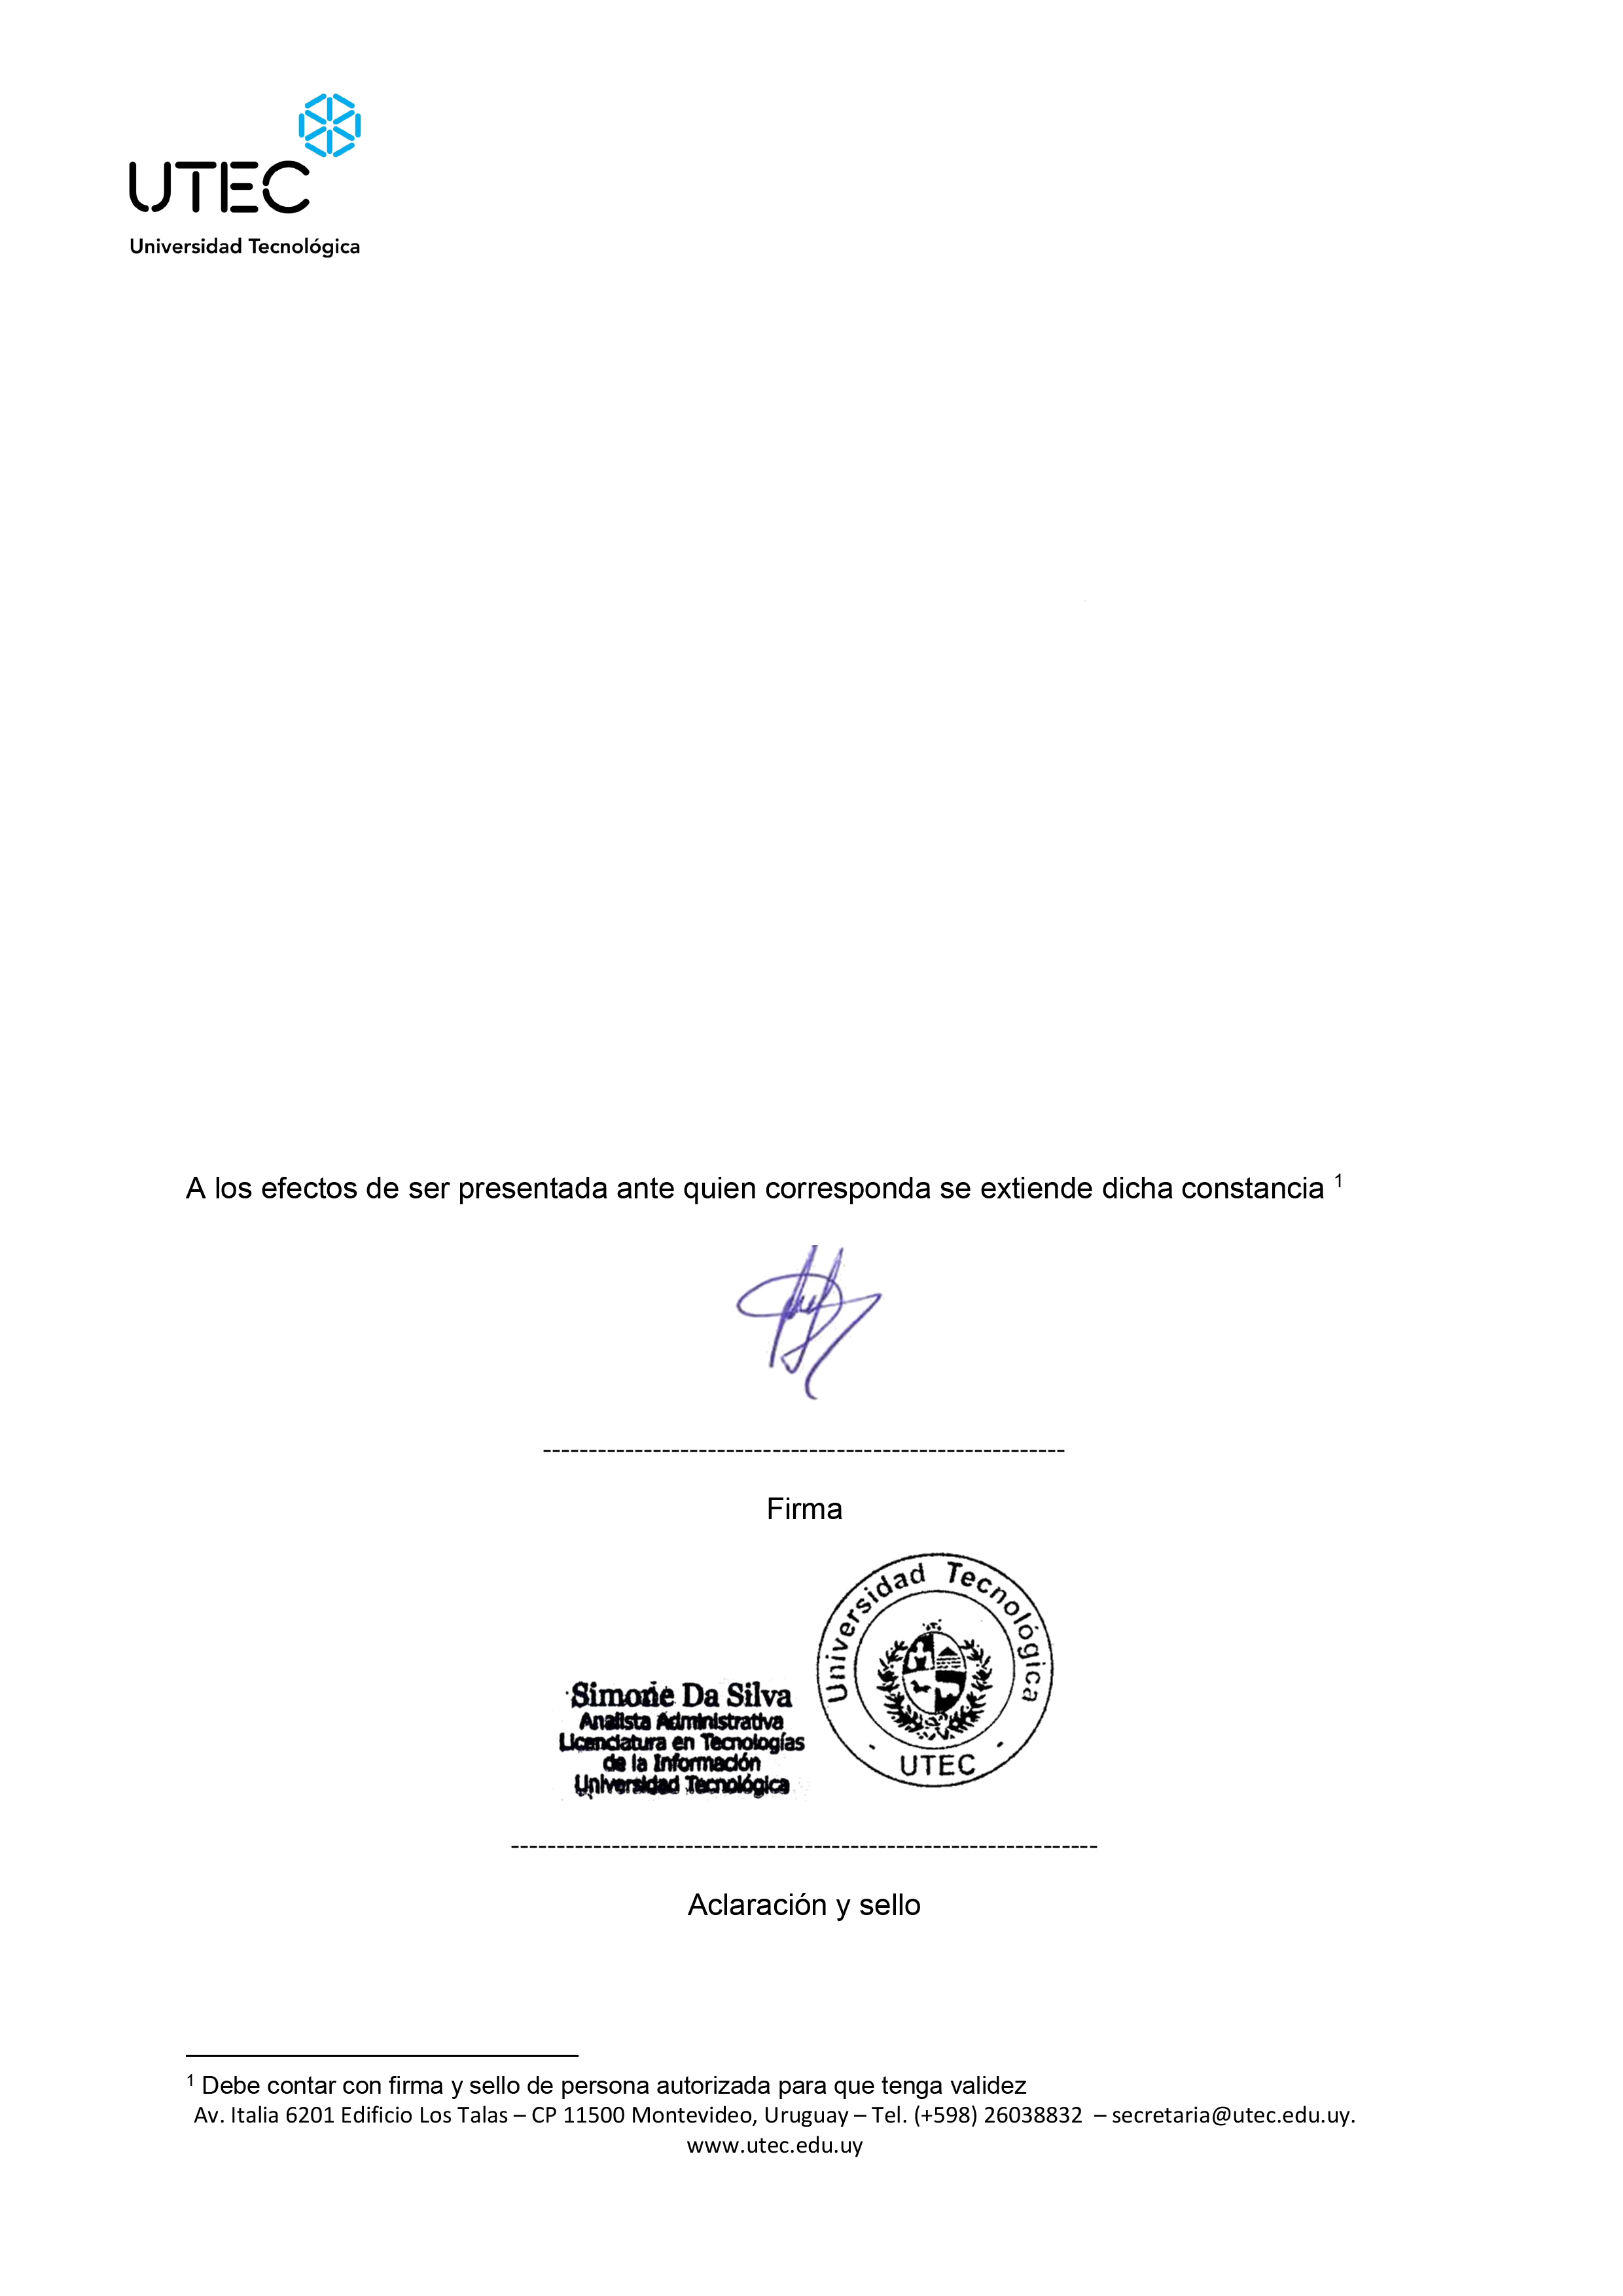 UTEC
Universidad Tecnológica
A los efectos de ser presentada ante quien corresponda se extiende dicha constancia ¹
-------------------------------------------------------
Firma
Universidad Tecnológica
- UTEC -
Simone Da Silva
Analista Administrativa
Licenciatura en Tecnologías
de la Información
Universidad Tecnológica
--------------------------------------------------------------
Aclaración y sello
¹ Debe contar con firma y sello de persona autorizada para que tenga validez
Av. Italia 6201 Edificio Los Talas – CP 11500 Montevideo, Uruguay – Tel. (+598) 26038832 – secretaria@utec.edu.uy.
www.utec.edu.uy